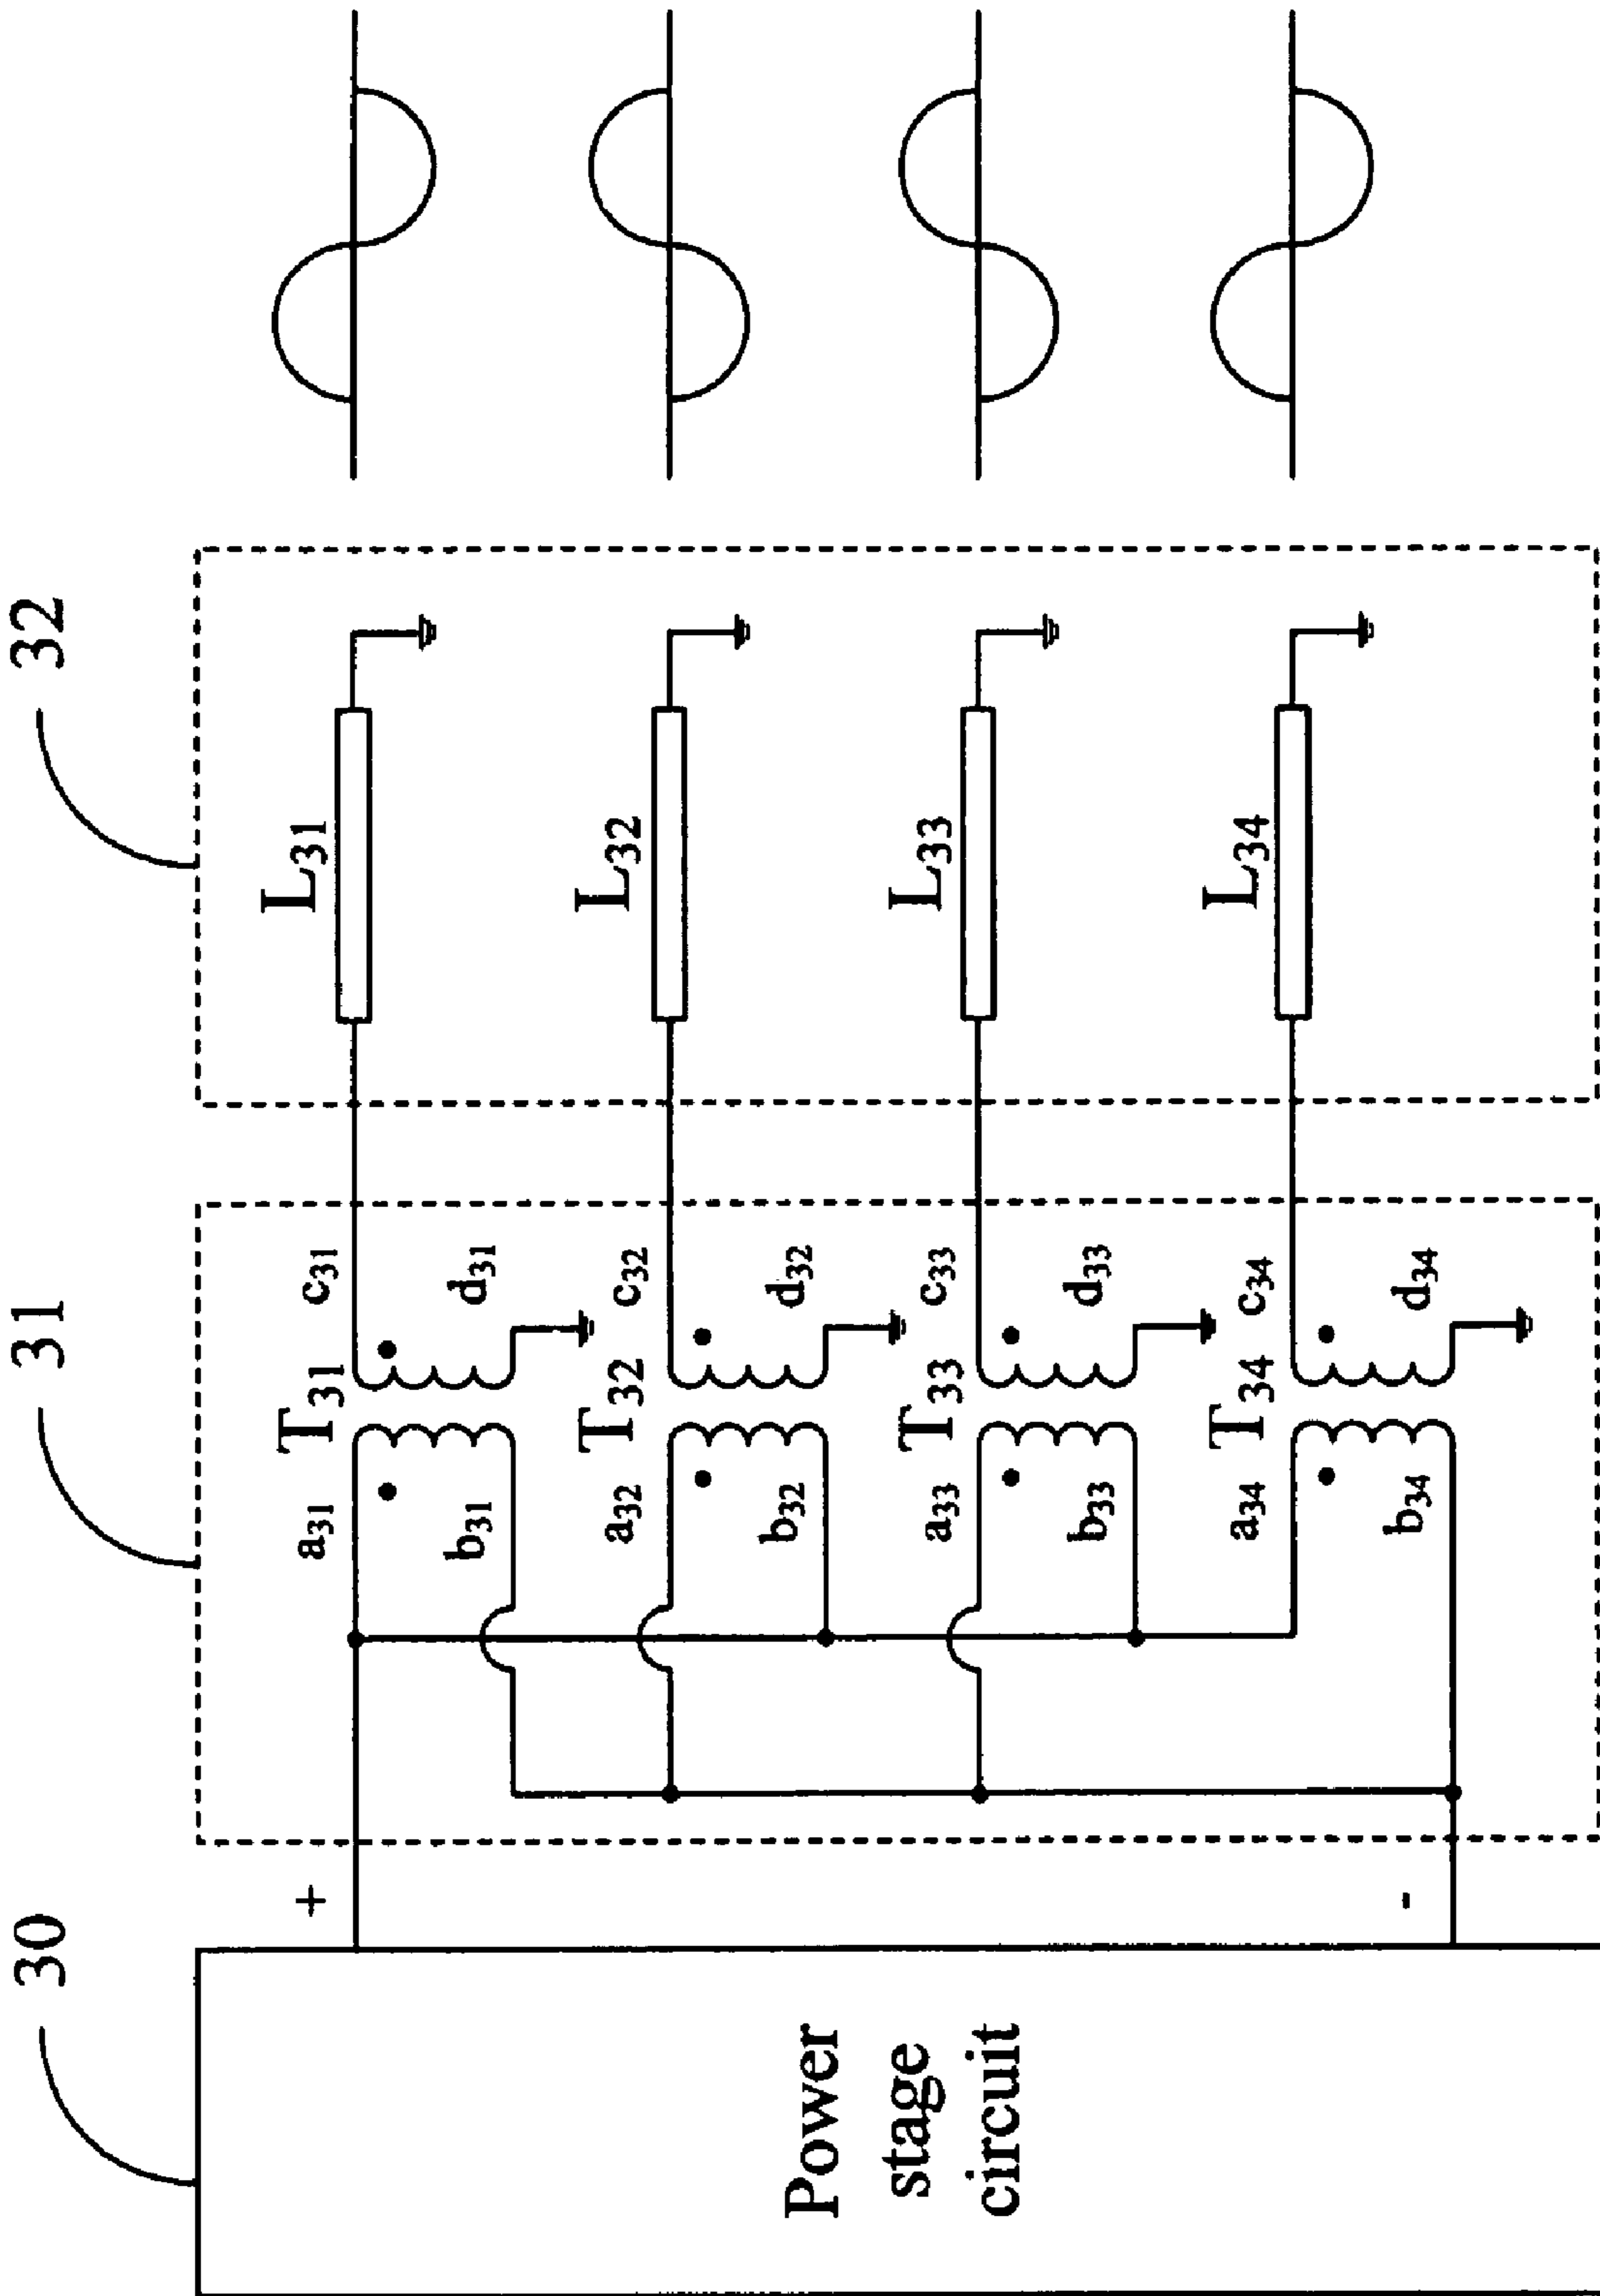 30
31
32
Power
stage
circuit
+
-
T31
a31
b31
c31
d31
L31
T32
a32
b32
c32
d32
L32
T33
a33
b33
c33
d33
L33
T34
a34
b34
c34
d34
L34